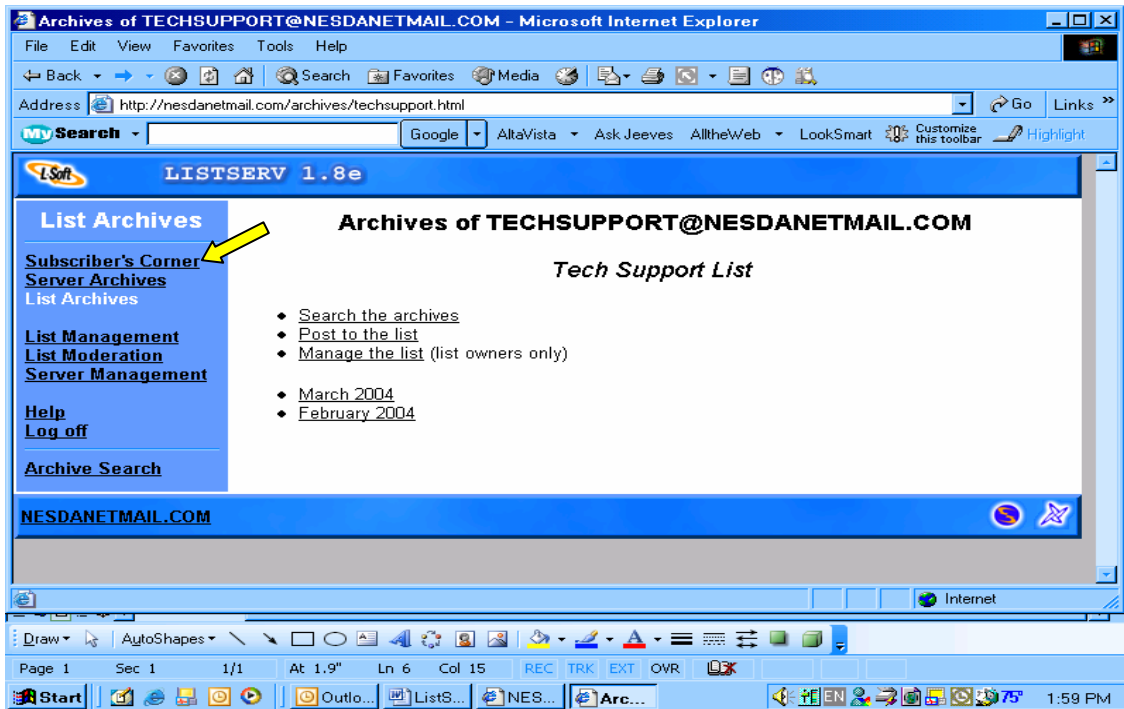 Archives of TECHSUPPORT@NESDANETMAIL.COM - Microsoft Internet Explorer
File Edit View Favorites Tools Help
Back Search Favorites Media
Address http://nesdanetmail.com/archives/techsupport.html Go Links »
My Search Google AltaVista Ask Jeeves AlltheWeb LookSmart Customize this toolbar Highlight
L-Soft LISTSERV 1.8e
List Archives
Subscriber's Corner
Server Archives
List Archives
List Management
List Moderation
Server Management
Help
Log off
Archive Search
Archives of TECHSUPPORT@NESDANETMAIL.COM
Tech Support List
Search the archives
Post to the list
Manage the list (list owners only)
March 2004
February 2004
NESDANETMAIL.COM
Internet
Draw AutoShapes A
Page 1 Sec 1 1/1 At 1.9" Ln 6 Col 15 REC TRK EXT OVR
Start Outlo... ListS... NES... Arc... EN 75° 1:59 PM